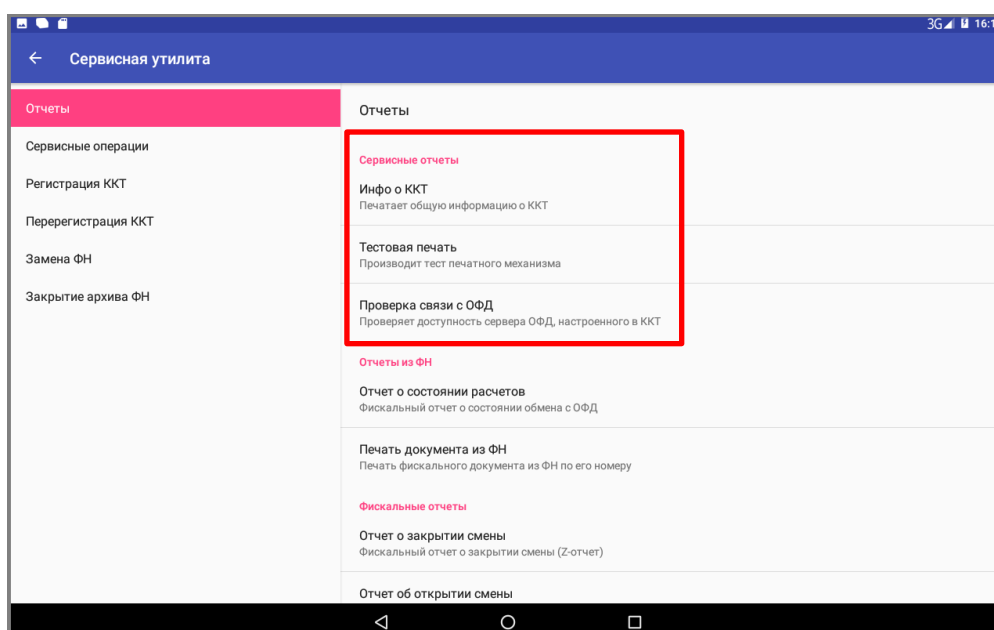 3G 16:1
Сервисная утилита
Отчеты
Сервисные операции
Регистрация ККТ
Перерегистрация ККТ
Замена ФН
Закрытие архива ФН
Отчеты
Сервисные отчеты
Инфо о ККТ
Печатает общую информацию о ККТ
Тестовая печать
Производит тест печатного механизма
Проверка связи с ОФД
Проверяет доступность сервера ОФД, настроенного в ККТ
Отчеты из ФН
Отчет о состоянии расчетов
Фискальный отчет о состоянии обмена с ОФД
Печать документа из ФН
Печать фискального документа из ФН по его номеру
Фискальные отчеты
Отчет о закрытии смены
Фискальный отчет о закрытии смены (Z-отчет)
Отчет об открытии смены